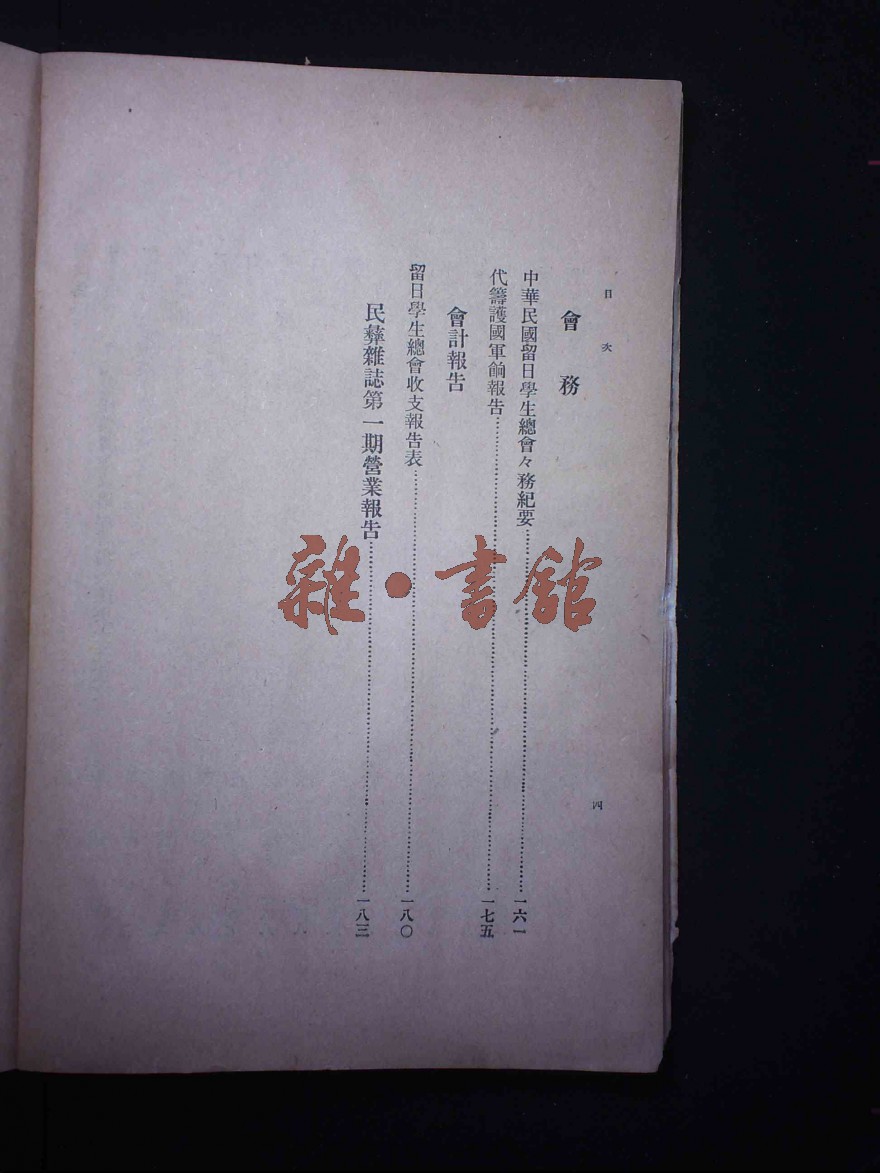 目次
四
會務
中華民國留日學生總會々務紀要……一六一
代籌護國軍餉報告……一七五
會計報告
留日學生總會收支報告表……一八〇
民彝雜誌第一期營業報告……一八三
雜·書館